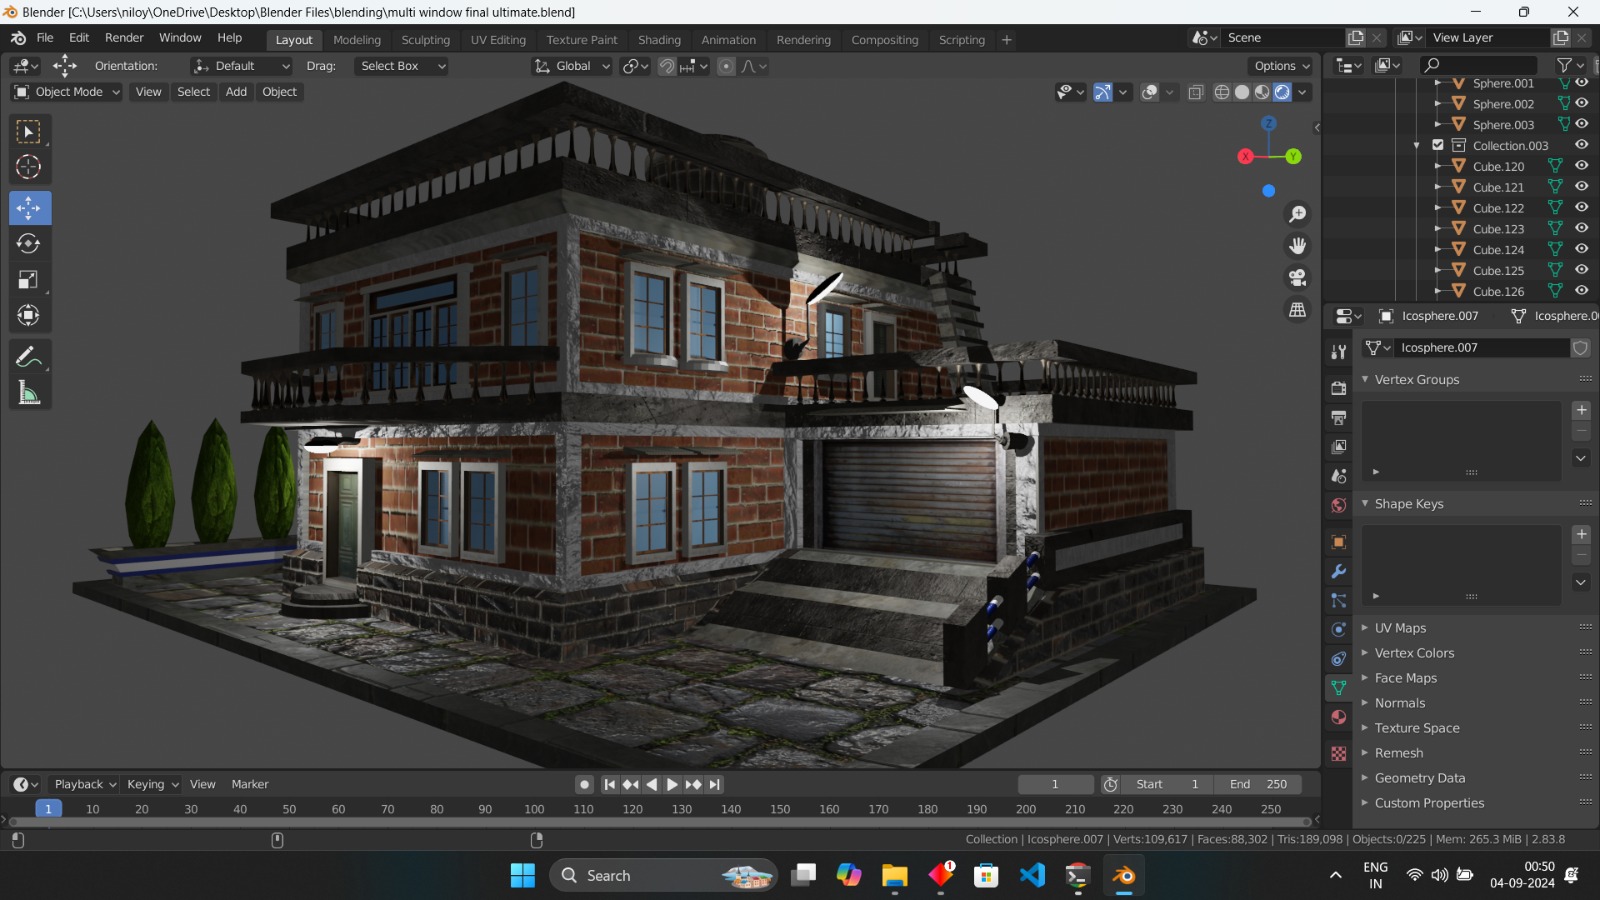 Blender [C:\Users\niloy\OneDrive\Desktop\Blender Files\blending\multi window final ultimate.blend]
File Edit Render Window Help Layout Modeling Sculpting UV Editing Texture Paint Shading Animation Rendering Compositing Scripting + Scene View Layer
Orientation: Default Drag: Select Box Global Options
Object Mode View Select Add Object
Z
X Y
Sphere.001
Sphere.002
Sphere.003
Collection.003
Cube.120
Cube.121
Cube.122
Cube.123
Cube.124
Cube.125
Cube.126
Icosphere.007 Icosphere.0
Icosphere.007
Vertex Groups
Shape Keys
UV Maps
Vertex Colors
Face Maps
Normals
Texture Space
Remesh
Geometry Data
Custom Properties
Playback Keying View Marker 1 Start 1 End 250
1 10 20 30 40 50 60 70 80 90 100 110 120 130 140 150 160 170 180 190 200 210 220 230 240 250
Collection | Icosphere.007 | Verts:109,617 | Faces:88,302 | Tris:189,098 | Objects:0/225 | Mem: 265.3 MiB | 2.83.8
Search 1 ENG IN 00:50
04-09-2024